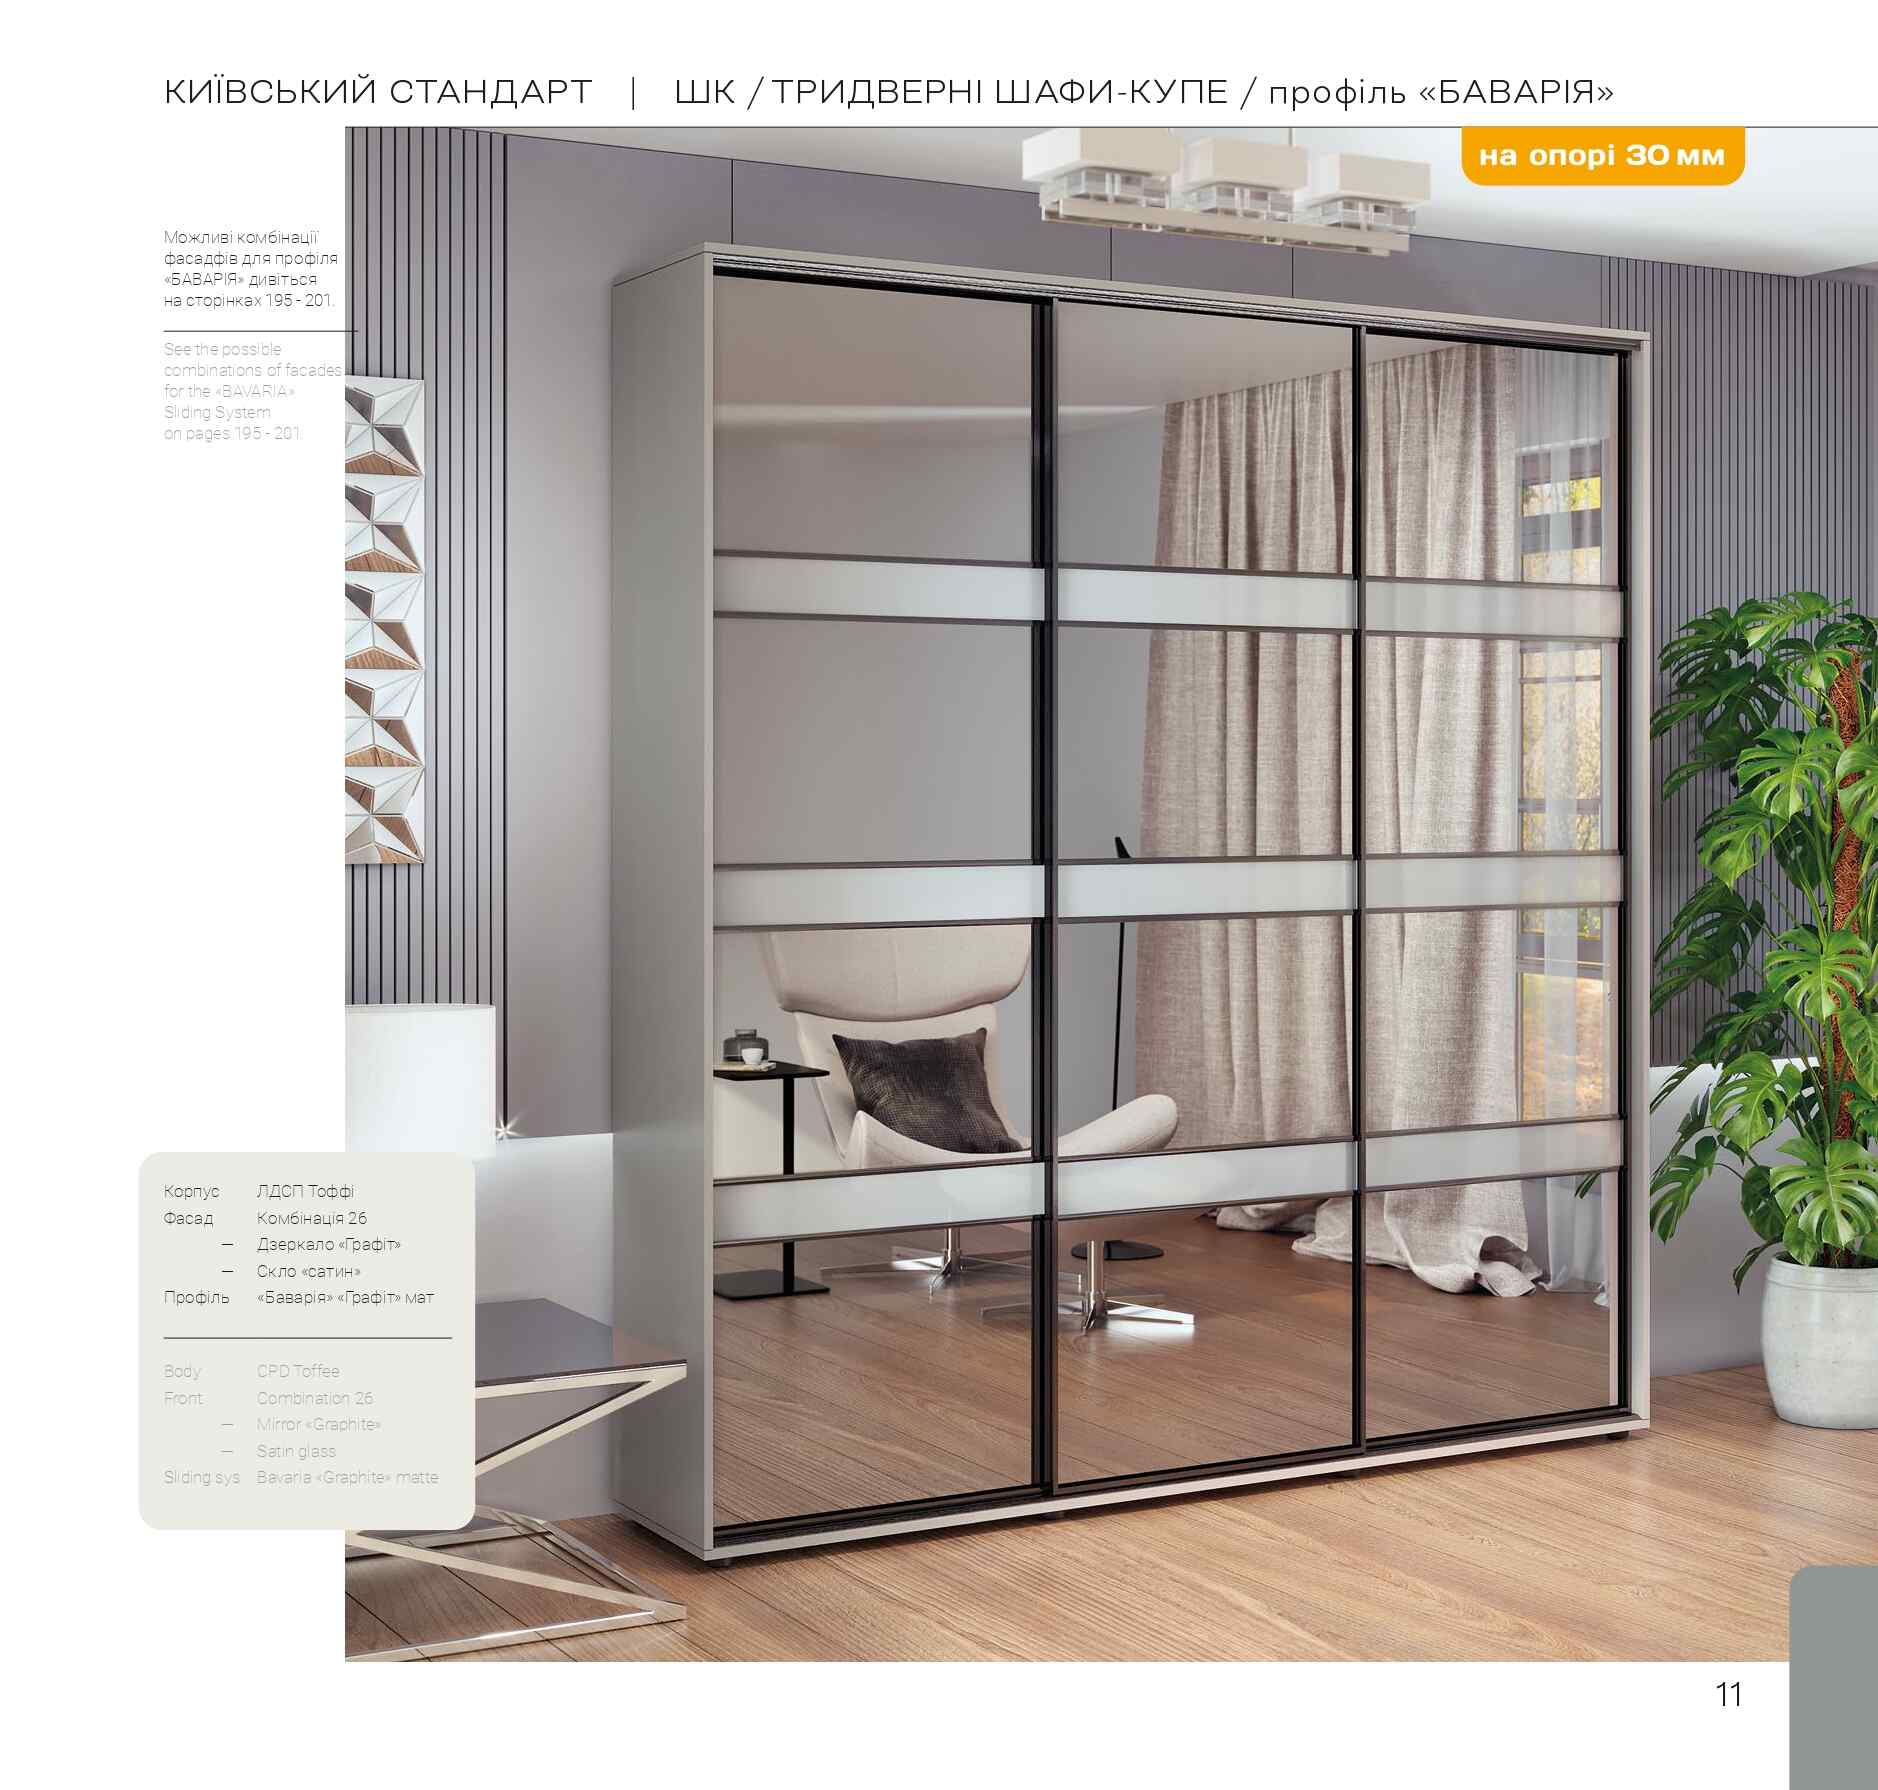 КИЇВСЬКИЙ СТАНДАРТ | ШК / ТРИДВЕРНІ ШАФИ-КУПЕ / профіль «БАВАРІЯ»
на опорі 30 мм
Можливі комбінації
фасадфів для профіля
«БАВАРІЯ» дивіться
на сторінках 195 - 201.
See the possible
combinations of facades
for the «BAVARIA»
Sliding System
on pages 195 - 201.
Корпус ЛДСП Тоффі
Фасад Комбінація 26
— Дзеркало «Графіт»
— Скло «сатин»
Профіль «Баварія» «Графіт» мат
Body CPD Toffee
Front Combination 26
— Mirror «Graphite»
— Satin glass
Sliding sys Bavaria «Graphite» matte
11